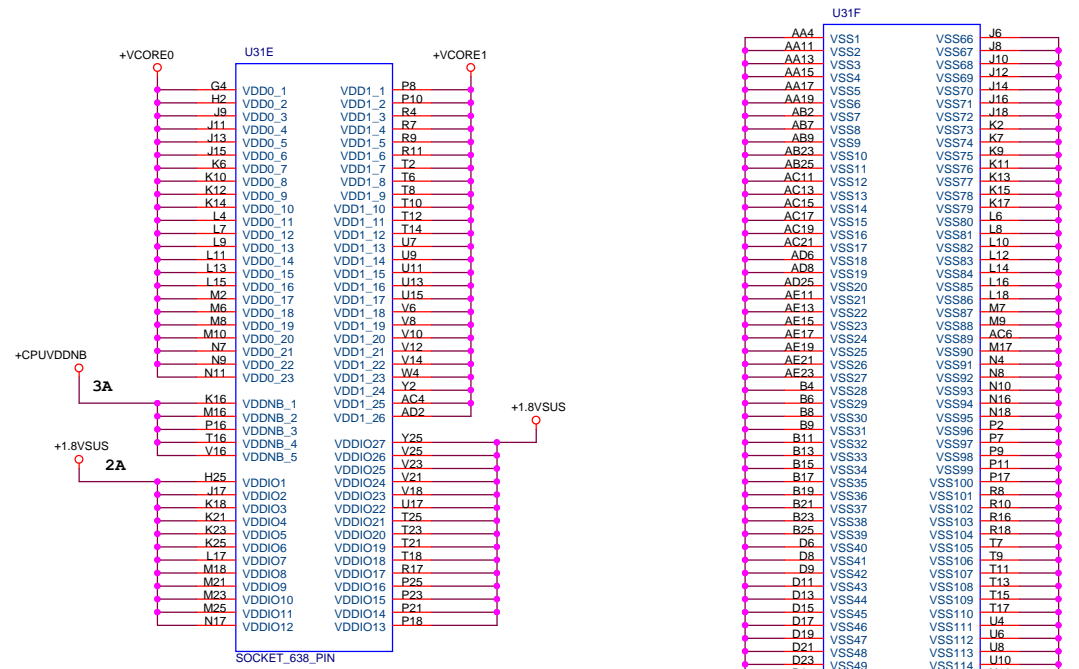 U31E
+VCORE0
+VCORE1
G4 VDD0_1 VDD1_1 P8
H2 VDD0_2 VDD1_2 P10
J9 VDD0_3 VDD1_3 R4
J11 VDD0_4 VDD1_4 R7
J13 VDD0_5 VDD1_5 R9
J15 VDD0_6 VDD1_6 R11
K6 VDD0_7 VDD1_7 T2
K10 VDD0_8 VDD1_8 T6
K12 VDD0_9 VDD1_9 T8
K14 VDD0_10 VDD1_10 T10
L4 VDD0_11 VDD1_11 T12
L7 VDD0_12 VDD1_12 T14
L9 VDD0_13 VDD1_13 U7
L11 VDD0_14 VDD1_14 U9
L13 VDD0_15 VDD1_15 U11
L15 VDD0_16 VDD1_16 U13
M2 VDD0_17 VDD1_17 U15
M6 VDD0_18 VDD1_18 V6
M8 VDD0_19 VDD1_19 V8
M10 VDD0_20 VDD1_20 V10
N7 VDD0_21 VDD1_21 V12
N9 VDD0_22 VDD1_22 V14
N11 VDD0_23 VDD1_23 W4
VDD1_24 Y2
+CPUVDDNB
3A
K16 VDDNB_1 VDD1_25 AC4
M16 VDDNB_2 VDD1_26 AD2
P16 VDDNB_3
T16 VDDNB_4 VDDIO27 Y25
V16 VDDNB_5 VDDIO26 V25
+1.8VSUS
+1.8VSUS
2A
VDDIO25 V23
H25 VDDIO1 VDDIO24 V21
J17 VDDIO2 VDDIO23 V18
K18 VDDIO3 VDDIO22 U17
K21 VDDIO4 VDDIO21 T25
K23 VDDIO5 VDDIO20 T23
K25 VDDIO6 VDDIO19 T21
L17 VDDIO7 VDDIO18 T18
M18 VDDIO8 VDDIO17 R17
M21 VDDIO9 VDDIO16 P25
M23 VDDIO10 VDDIO15 P23
M25 VDDIO11 VDDIO14 P21
N17 VDDIO12 VDDIO13 P18
SOCKET_638_PIN
U31F
AA4 VSS1 VSS66 J6
AA11 VSS2 VSS67 J8
AA13 VSS3 VSS68 J10
AA15 VSS4 VSS69 J12
AA17 VSS5 VSS70 J14
AA19 VSS6 VSS71 J16
AB2 VSS7 VSS72 J18
AB7 VSS8 VSS73 K2
AB9 VSS9 VSS74 K7
AB23 VSS10 VSS75 K9
AB25 VSS11 VSS76 K11
AC11 VSS12 VSS77 K13
AC13 VSS13 VSS78 K15
AC15 VSS14 VSS79 K17
AC17 VSS15 VSS80 L6
AC19 VSS16 VSS81 L8
AC21 VSS17 VSS82 L10
AD6 VSS18 VSS83 L12
AD8 VSS19 VSS84 L14
AD25 VSS20 VSS85 L16
AE11 VSS21 VSS86 L18
AE13 VSS22 VSS87 M7
AE15 VSS23 VSS88 M9
AE17 VSS24 VSS89 AC6
AE19 VSS25 VSS90 M17
AE21 VSS26 VSS91 N4
AE23 VSS27 VSS92 N8
B4 VSS28 VSS93 N10
B6 VSS29 VSS94 N16
B8 VSS30 VSS95 N18
B9 VSS31 VSS96 P2
B11 VSS32 VSS97 P7
B13 VSS33 VSS98 P9
B15 VSS34 VSS99 P11
B17 VSS35 VSS100 P17
B19 VSS36 VSS101 R8
B21 VSS37 VSS102 R10
B23 VSS38 VSS103 R16
B25 VSS39 VSS104 R18
D6 VSS40 VSS105 T7
D8 VSS41 VSS106 T9
D9 VSS42 VSS107 T11
D11 VSS43 VSS108 T13
D13 VSS44 VSS109 T15
D15 VSS45 VSS110 T17
D17 VSS46 VSS111 U4
D19 VSS47 VSS112 U6
D21 VSS48 VSS113 U8
D23 VSS49 VSS114 U10